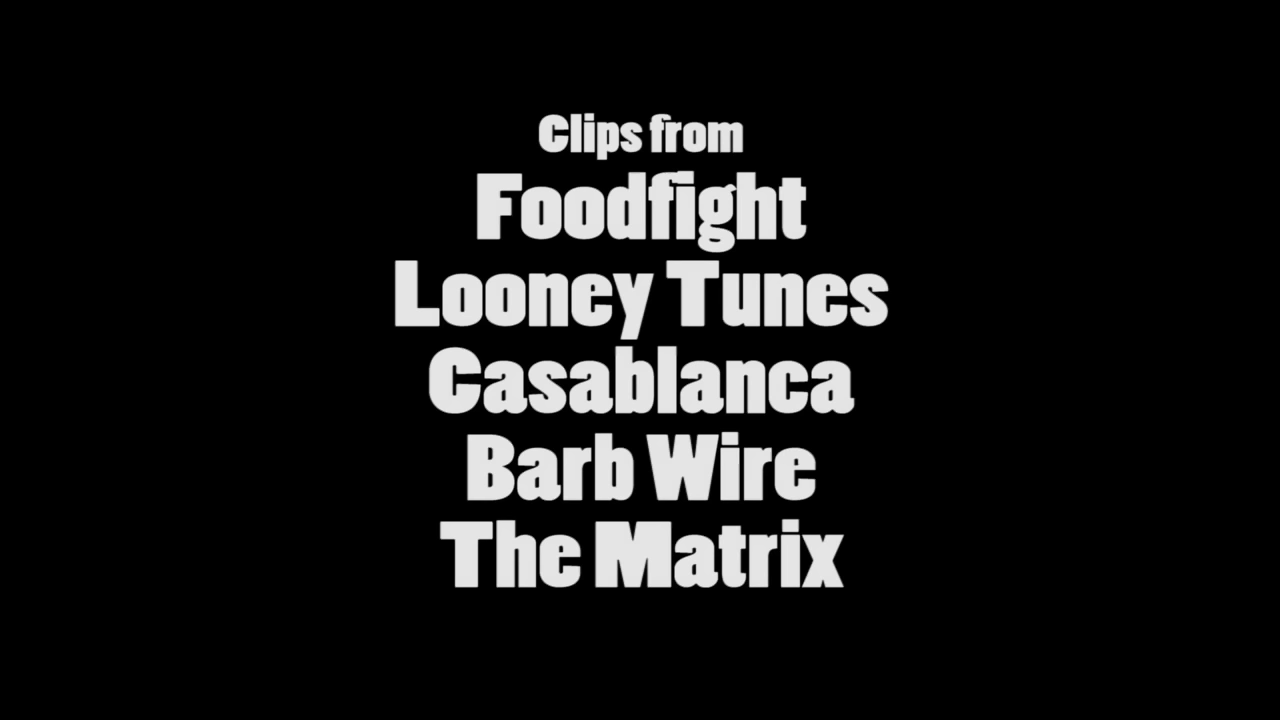 Clips from
Foodfight
Looney Tunes
Casablanca
Barb Wire
The Matrix